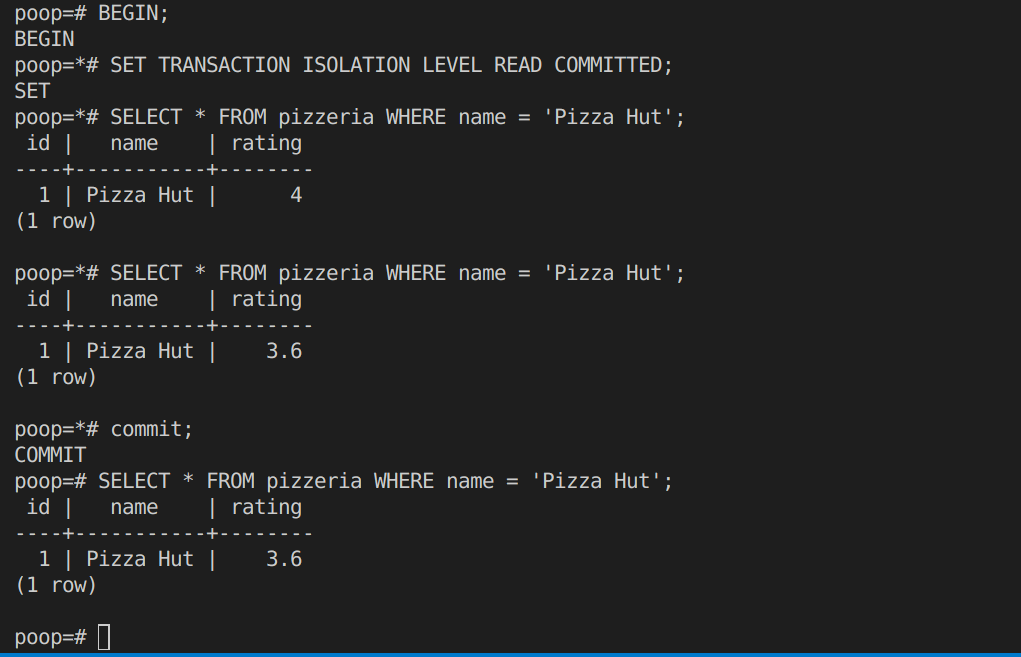 poop=# BEGIN;
BEGIN
poop=*# SET TRANSACTION ISOLATION LEVEL READ COMMITTED;
SET
poop=*# SELECT * FROM pizzeria WHERE name = 'Pizza Hut';
 id |   name    | rating
----+-----------+--------
  1 | Pizza Hut |      4
(1 row)

poop=*# SELECT * FROM pizzeria WHERE name = 'Pizza Hut';
 id |   name    | rating
----+-----------+--------
  1 | Pizza Hut |    3.6
(1 row)

poop=*# commit;
COMMIT
poop=# SELECT * FROM pizzeria WHERE name = 'Pizza Hut';
 id |   name    | rating
----+-----------+--------
  1 | Pizza Hut |    3.6
(1 row)

poop=#